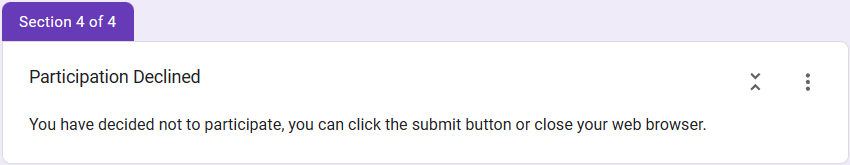 Section 4 of 4
Participation Declined
You have decided not to participate, you can click the submit button or close your web browser.